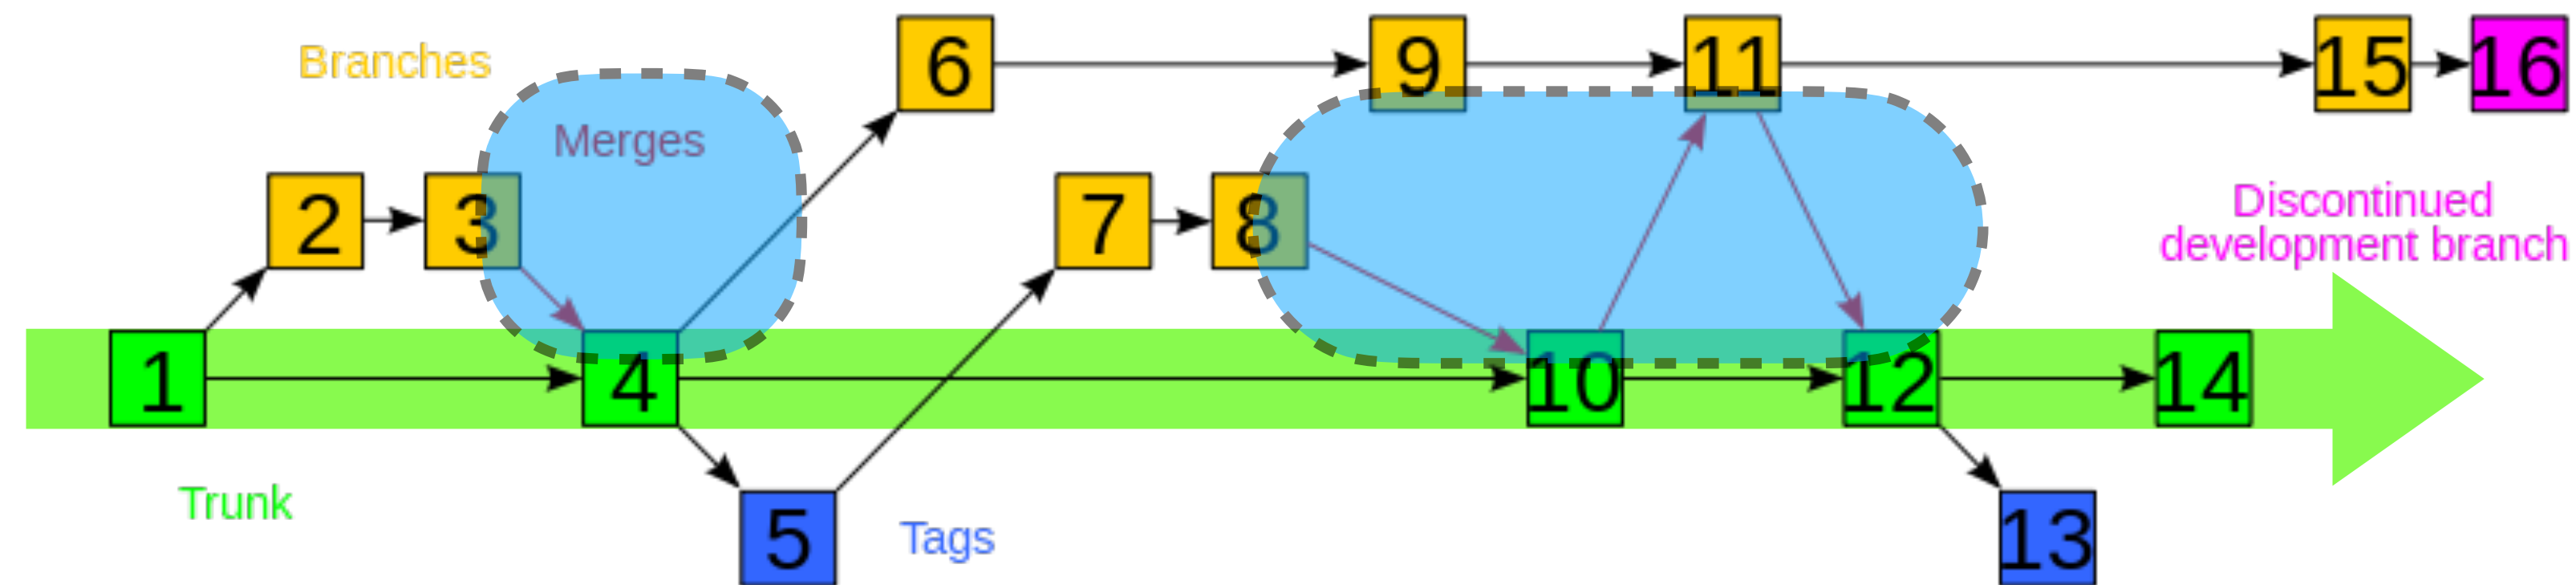 Branches
6
9
11
15
16
Merges
2
3
7
8
Discontinued
development branch
1
4
10
12
14
Trunk
5
Tags
13